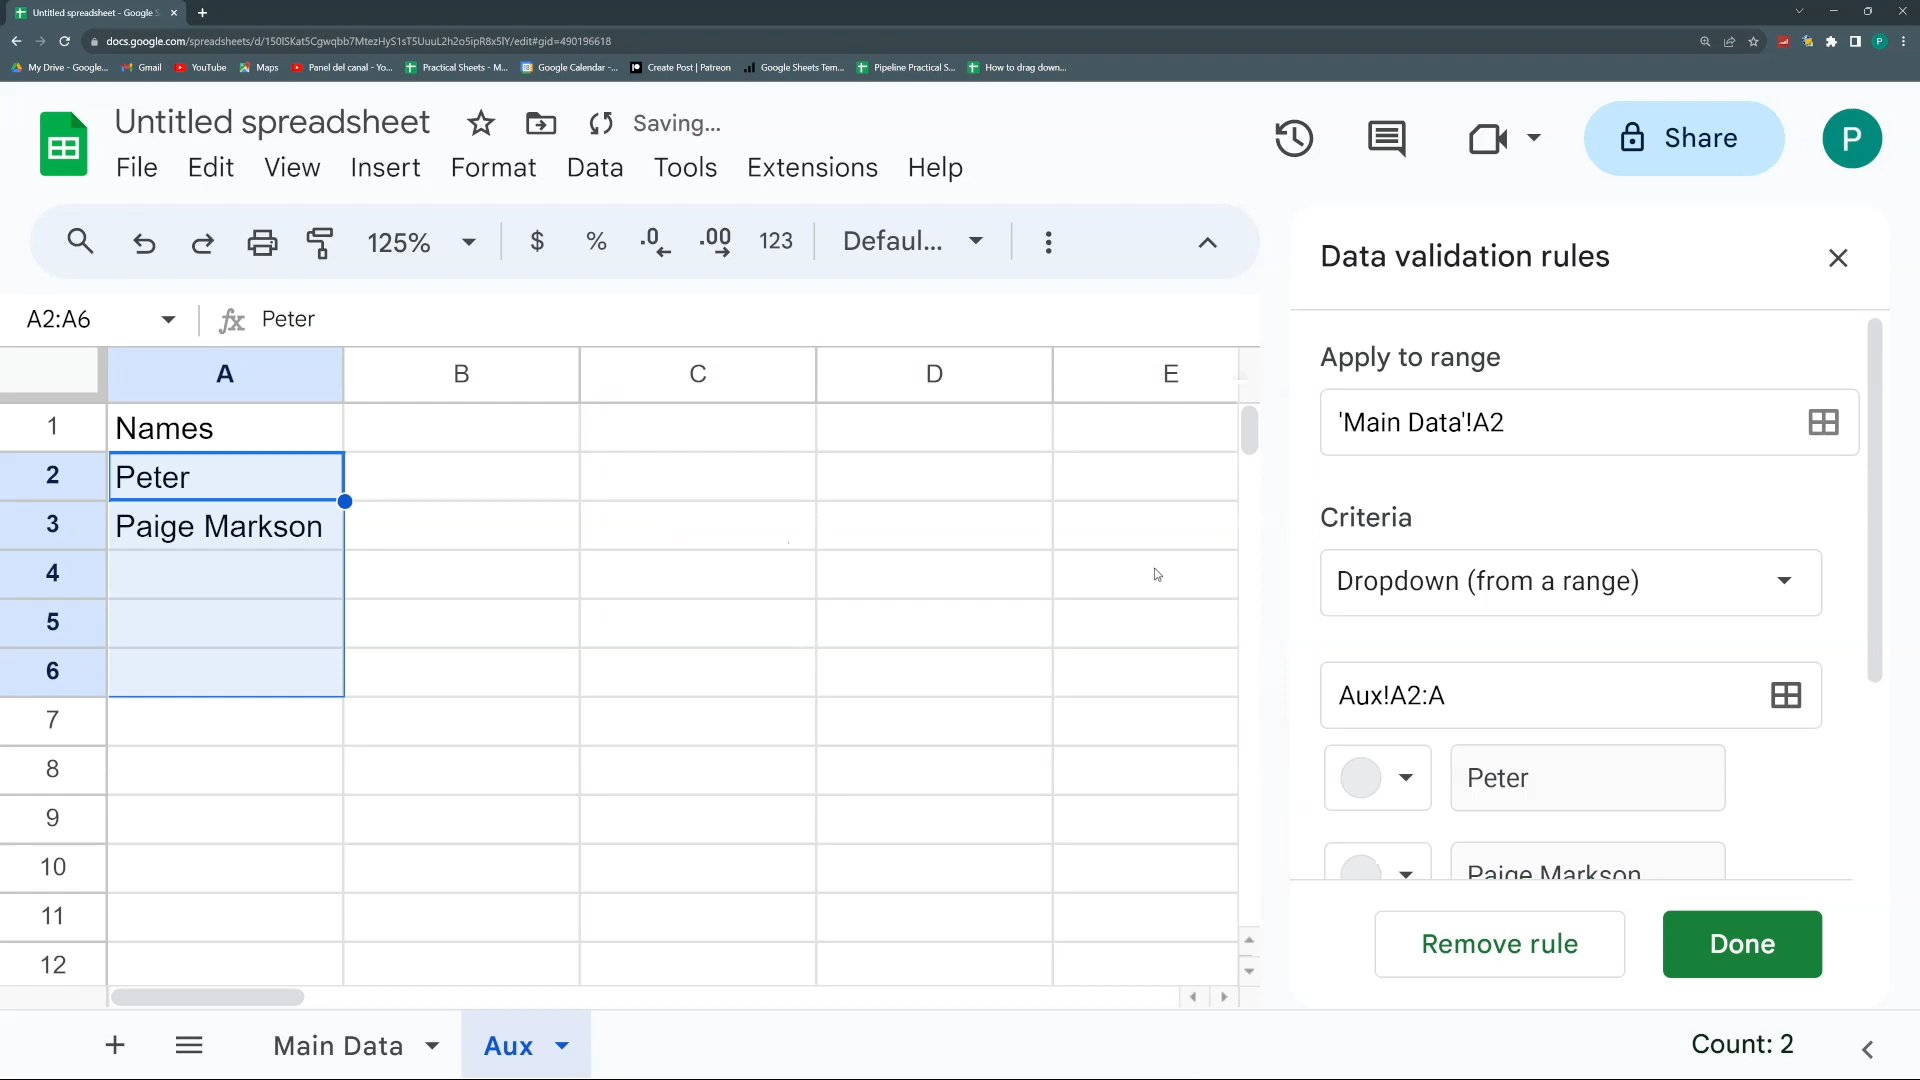 Untitled spreadsheet - Google S
docs.google.com/spreadsheets/d/150ISKat5Cgwqbb7MtezHyS1sT5UuuL2h2o5ipR8x5lY/edit#gid=490196618
P
My Drive - Google...
Gmail
YouTube
Maps
Panel del canal - Yo...
Practical Sheets - M...
Google Calendar -...
Create Post | Patreon
Google Sheets Tem...
Pipeline Practical S...
How to drag down...
Untitled spreadsheet
Saving...
Share
P
File Edit View Insert Format Data Tools Extensions Help
125% $ % .0 .00 123 Defaul...
Data validation rules
A2:A6
fx Peter
Apply to range
'Main Data'!A2
A B C D E
1 Names
2 Peter
3 Paige Markson
4
5
6
7
8
9
10
11
12
Criteria
Dropdown (from a range)
Aux!A2:A
Peter
Paige Markson
Remove rule
Done
Main Data
Aux
Count: 2